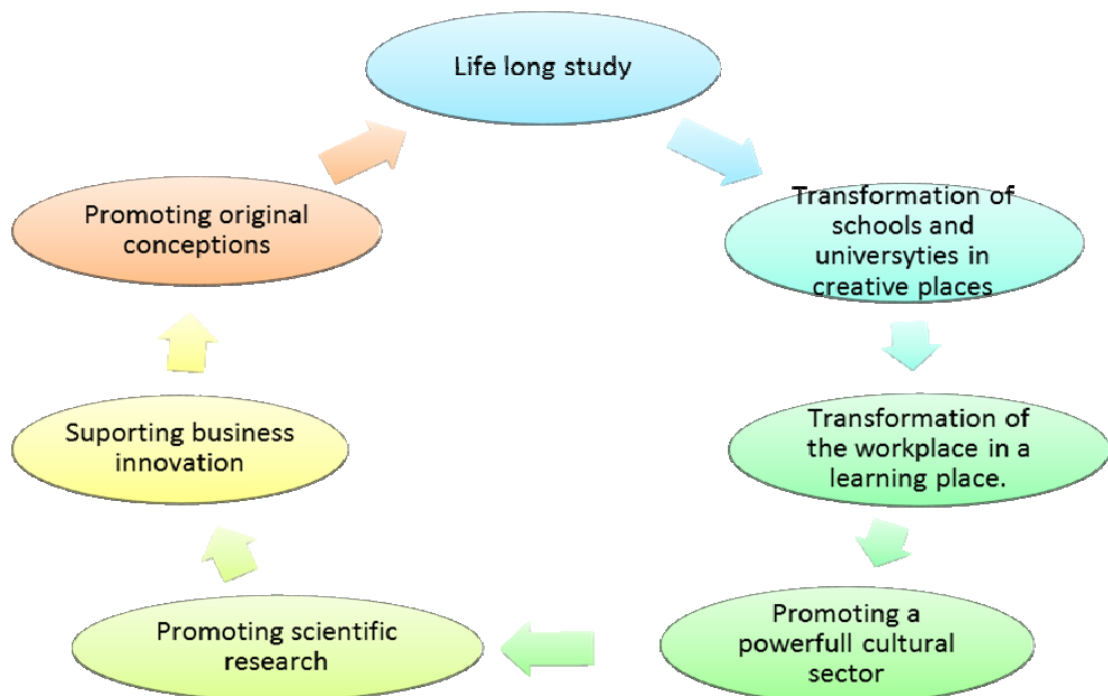 Life long study
Transformation of
schools and
universyties in
creative places
Transformation of
the workplace in a
learning place.
Promoting a
powerfull cultural
sector
Promoting scientific
research
Suporting business
innovation
Promoting original
conceptions